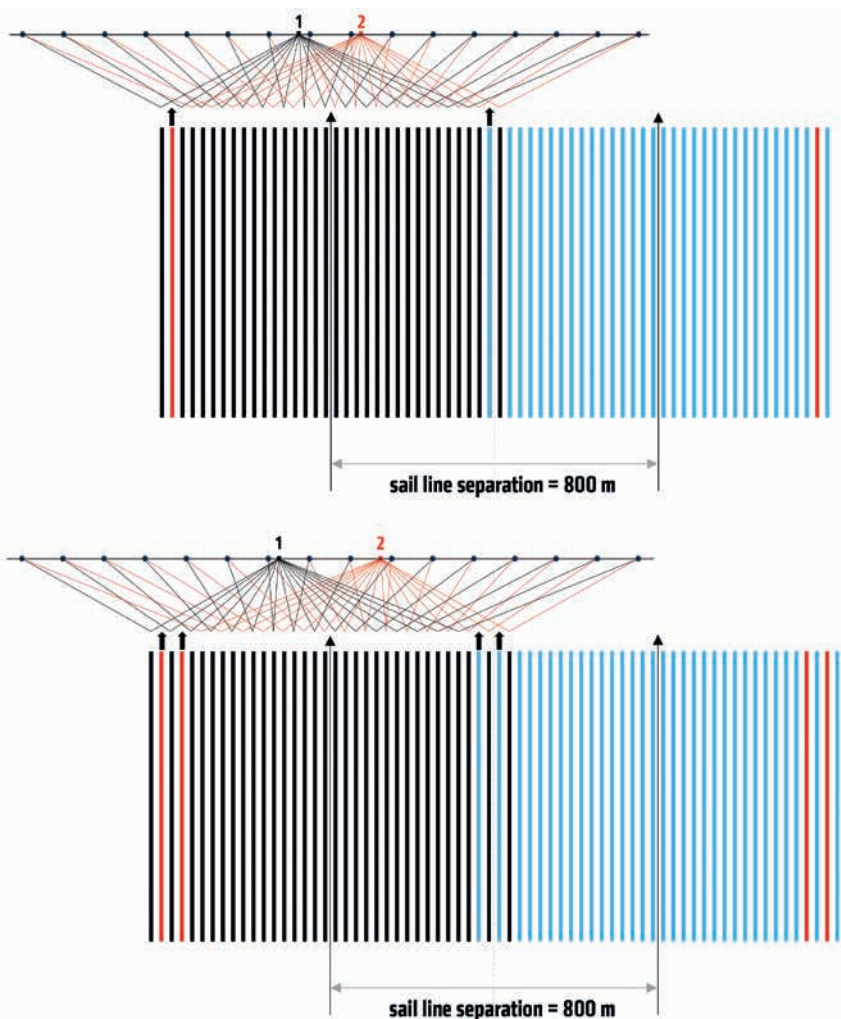 1 2
sail line separation = 800 m
1 2
sail line separation = 800 m